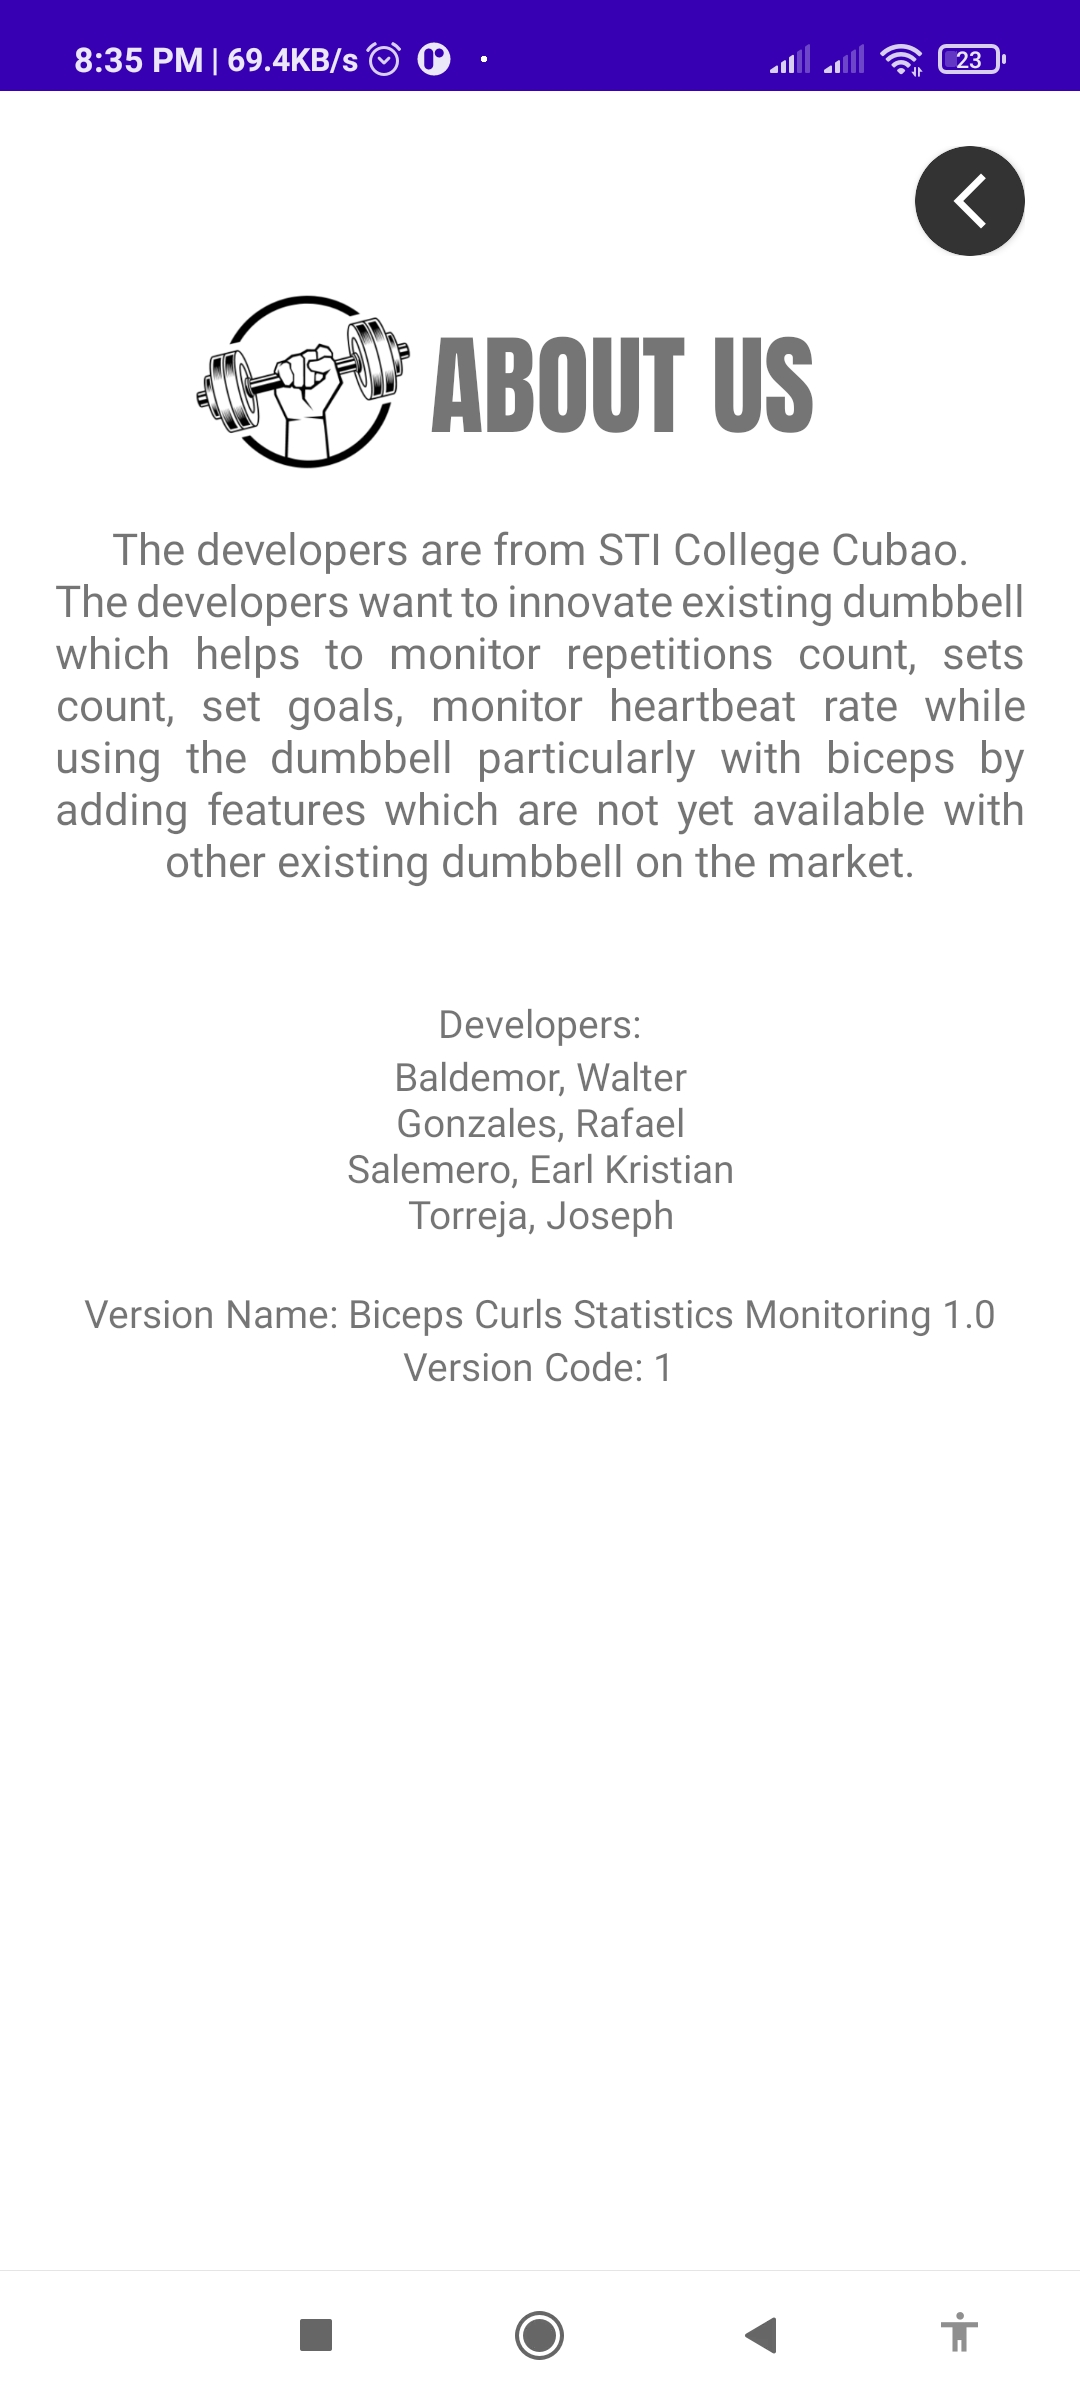 8:35 PM | 69.4KB/s
23
ABOUT US
The developers are from STI College Cubao.
The developers want to innovate existing dumbbell
which helps to monitor repetitions count, sets
count, set goals, monitor heartbeat rate while
using the dumbbell particularly with biceps by
adding features which are not yet available with
other existing dumbbell on the market.
Developers:
Baldemor, Walter
Gonzales, Rafael
Salemero, Earl Kristian
Torreja, Joseph
Version Name: Biceps Curls Statistics Monitoring 1.0
Version Code: 1